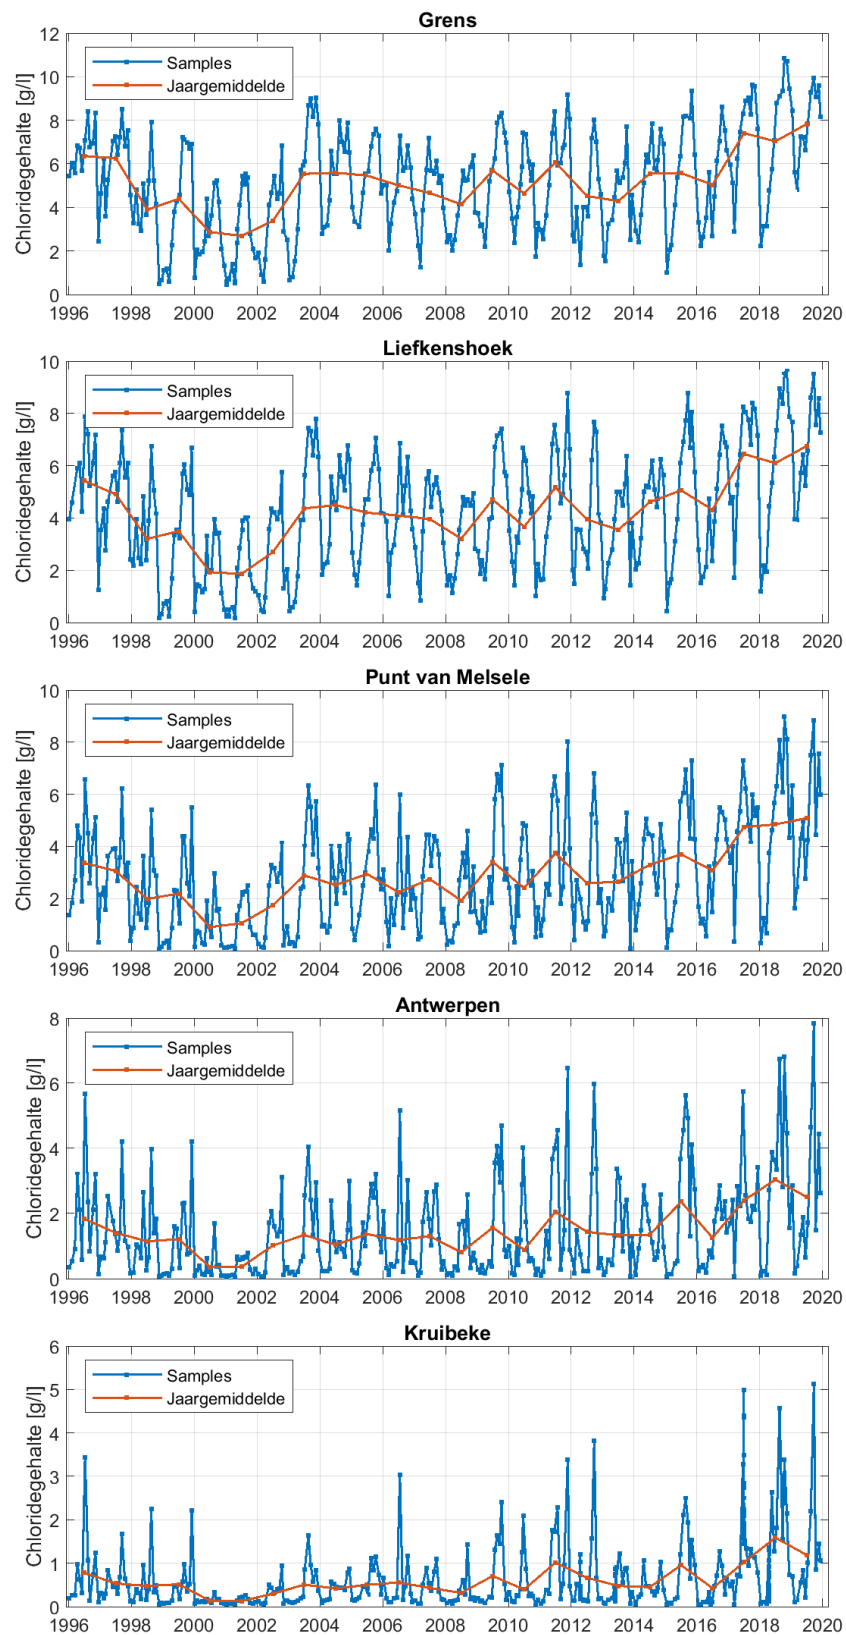 Grens
Chloridegehalte [g/l]
12
10
8
6
4
2
0
Samples
Jaargemiddelde
1996 1998 2000 2002 2004 2006 2008 2010 2012 2014 2016 2018 2020
Liefkenshoek
Chloridegehalte [g/l]
10
8
6
4
2
0
Samples
Jaargemiddelde
1996 1998 2000 2002 2004 2006 2008 2010 2012 2014 2016 2018 2020
Punt van Melsele
Chloridegehalte [g/l]
10
8
6
4
2
0
Samples
Jaargemiddelde
1996 1998 2000 2002 2004 2006 2008 2010 2012 2014 2016 2018 2020
Antwerpen
Chloridegehalte [g/l]
8
6
4
2
0
Samples
Jaargemiddelde
1996 1998 2000 2002 2004 2006 2008 2010 2012 2014 2016 2018 2020
Kruibeke
Chloridegehalte [g/l]
6
5
4
3
2
1
0
Samples
Jaargemiddelde
1996 1998 2000 2002 2004 2006 2008 2010 2012 2014 2016 2018 2020